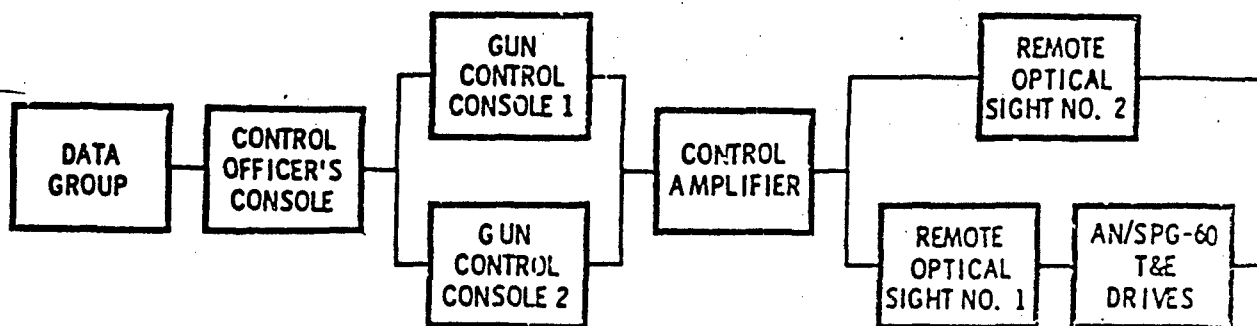 DATA
GROUP
CONTROL
OFFICER'S
CONSOLE
GUN
CONTROL
CONSOLE 1
GUN
CONTROL
CONSOLE 2
CONTROL
AMPLIFIER
REMOTE
OPTICAL
SIGHT NO. 2
REMOTE
OPTICAL
SIGHT NO. 1
AN/SPG-60
T&E
DRIVES